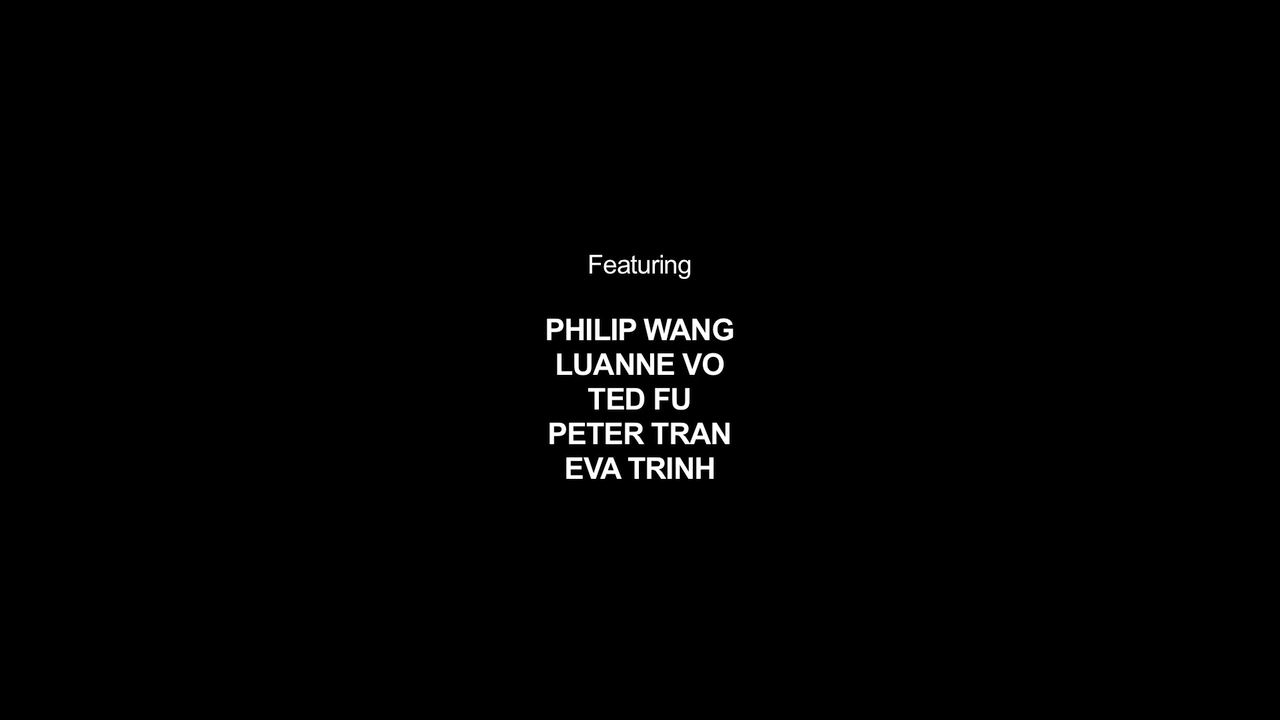 Featuring
PHILIP WANG
LUANNE VO
TED FU
PETER TRAN
EVA TRINH